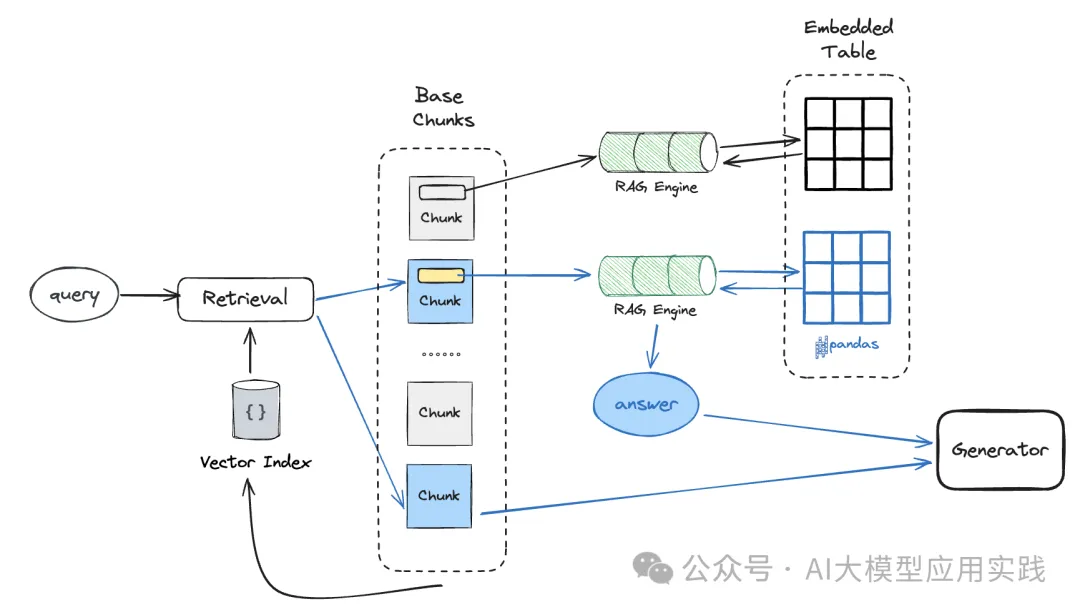 Embedded
Table
Base
Chunks
Chunk
RAG Engine
query
Retrieval
Chunk
RAG Engine
pandas
{ }
Vector Index
Chunk
answer
Chunk
Generator
公众号 · AI大模型应用实践